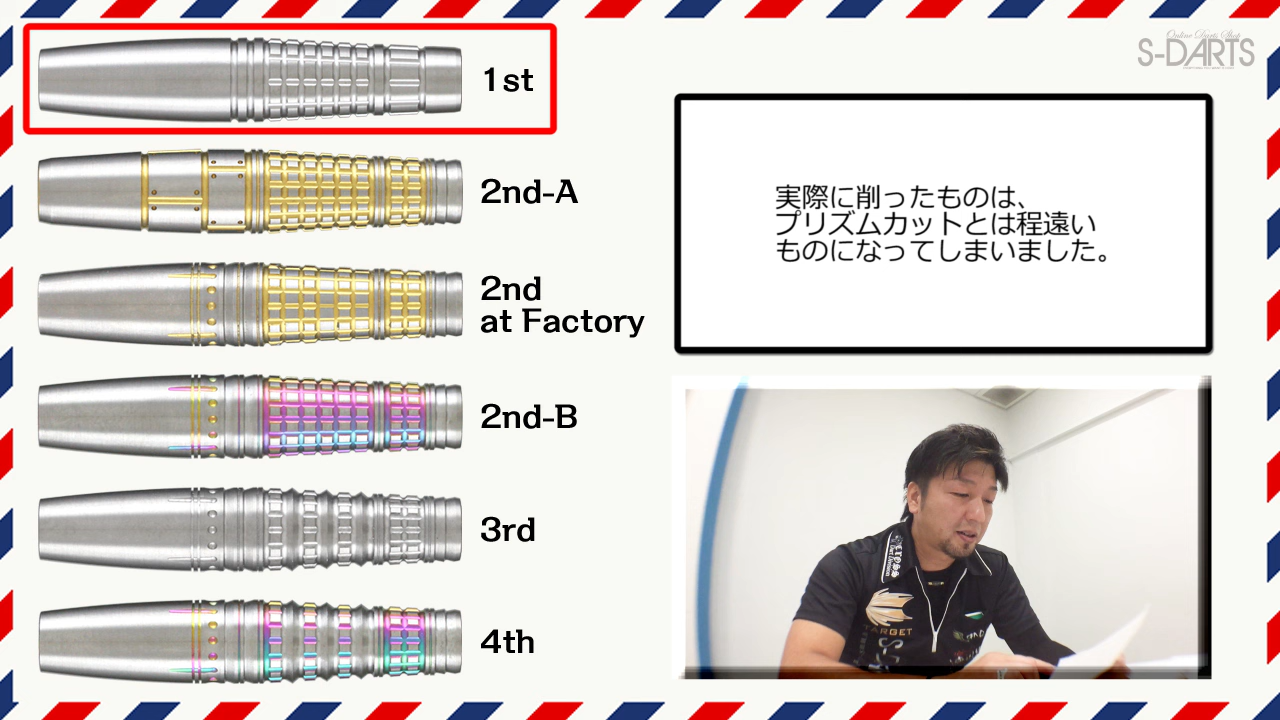 1st
2nd-A
2nd
at Factory
2nd-B
3rd
4th
Online Darts Shop
S-DARTS
実際に削ったものは、
プリズムカットとは程遠い
ものになってしまいました。
TARGET